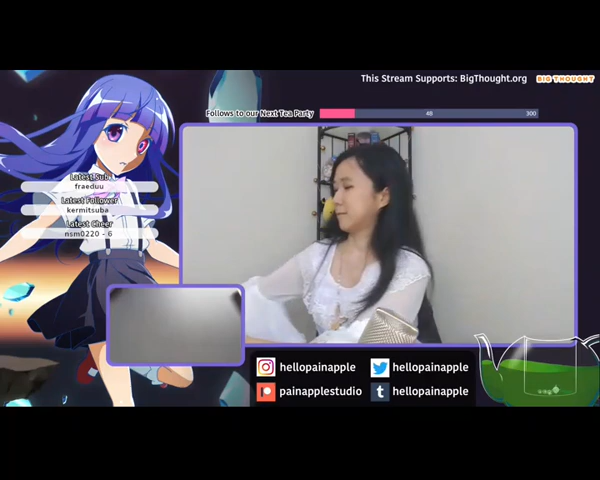 This Stream Supports: BigThought.org
BIG THOUGHT
Follows to our Next Tea Party
49
300
Latest Sub
fraeduu
Latest Follower
kermitsuba
Latest Cheer
nsm0220 - 6
hellopainapple
hellopainapple
painapplestudio
hellopainapple